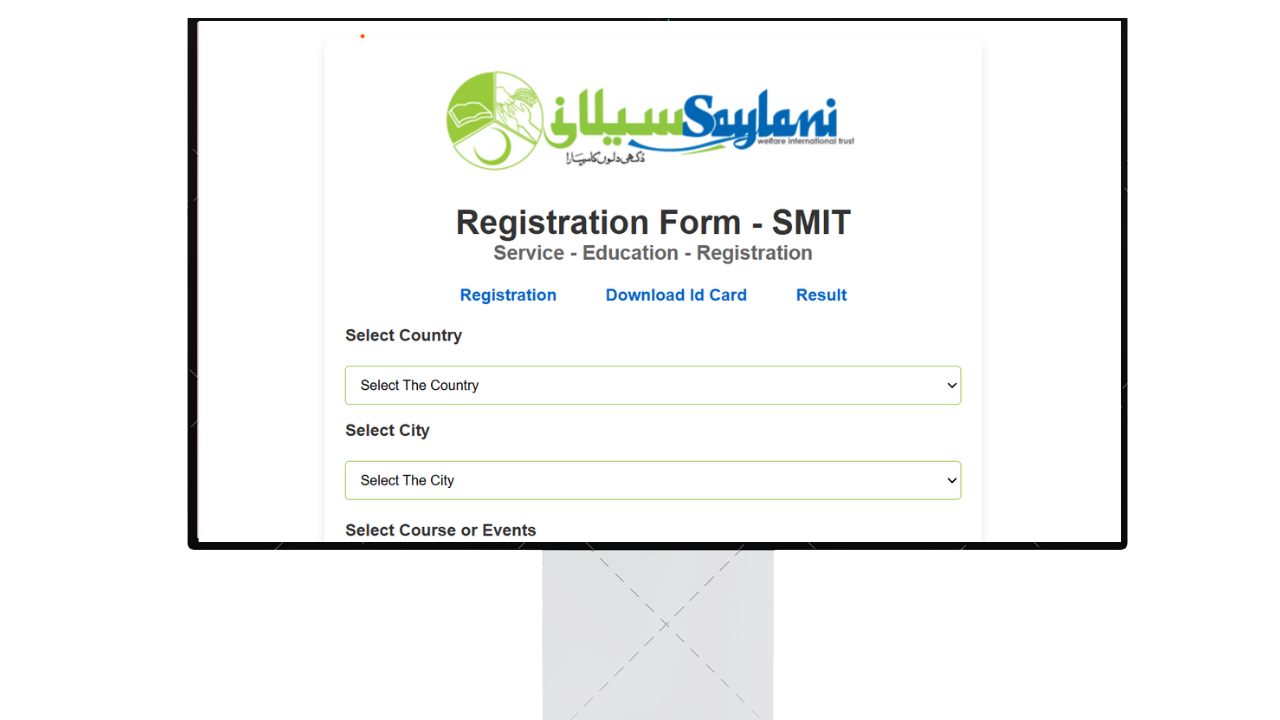 سیلانی Saylani
welfare international trust
دُکھی دلوں کا سہارا
Registration Form - SMIT
Service - Education - Registration
Registration Download Id Card Result
Select Country
Select The Country
Select City
Select The City
Select Course or Events